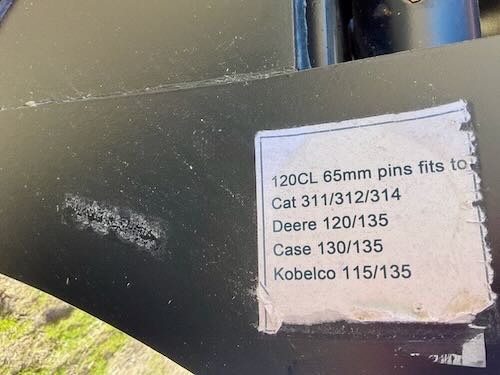 120CL 65mm pins fits to
Cat 311/312/314
Deere 120/135
Case 130/135
Kobelco 115/135